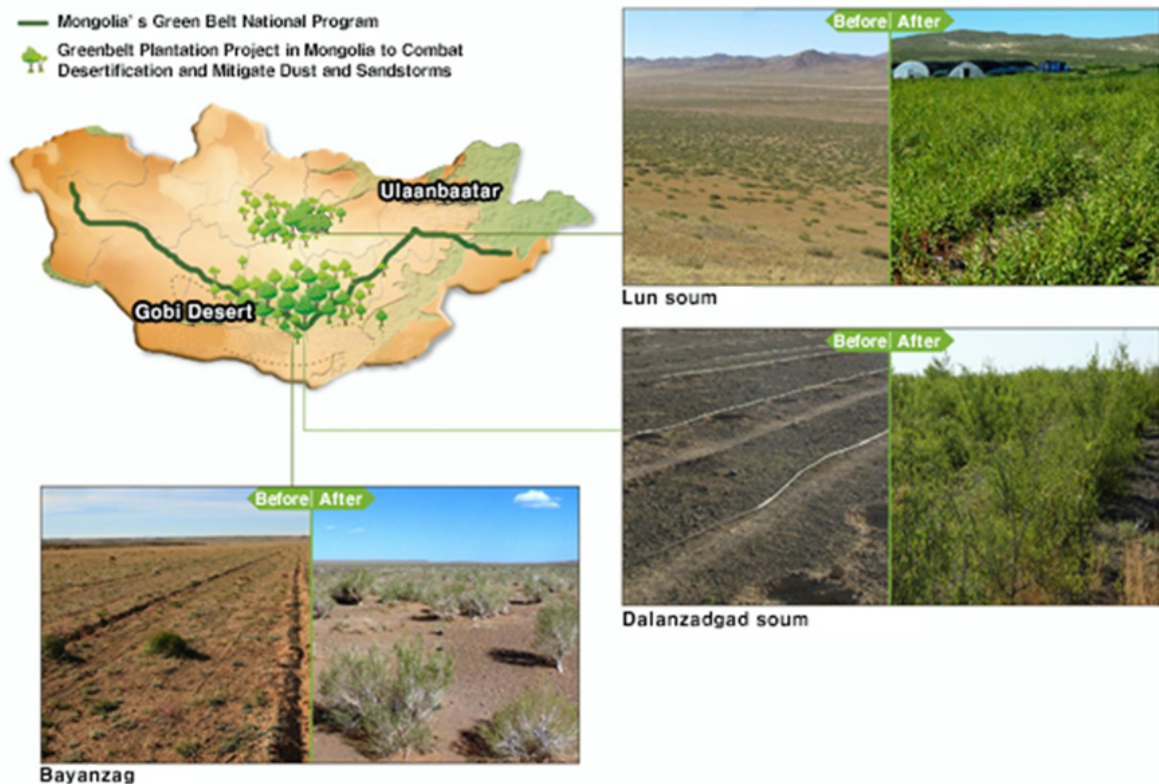 Mongolia's Green Belt National Program
Greenbelt Plantation Project in Mongolia to Combat
Desertification and Mitigate Dust and Sandstorms
Ulaanbaatar
Gobi Desert
Before After
Lun soum
Before After
Dalanzadgad soum
Before After
Bayanzag